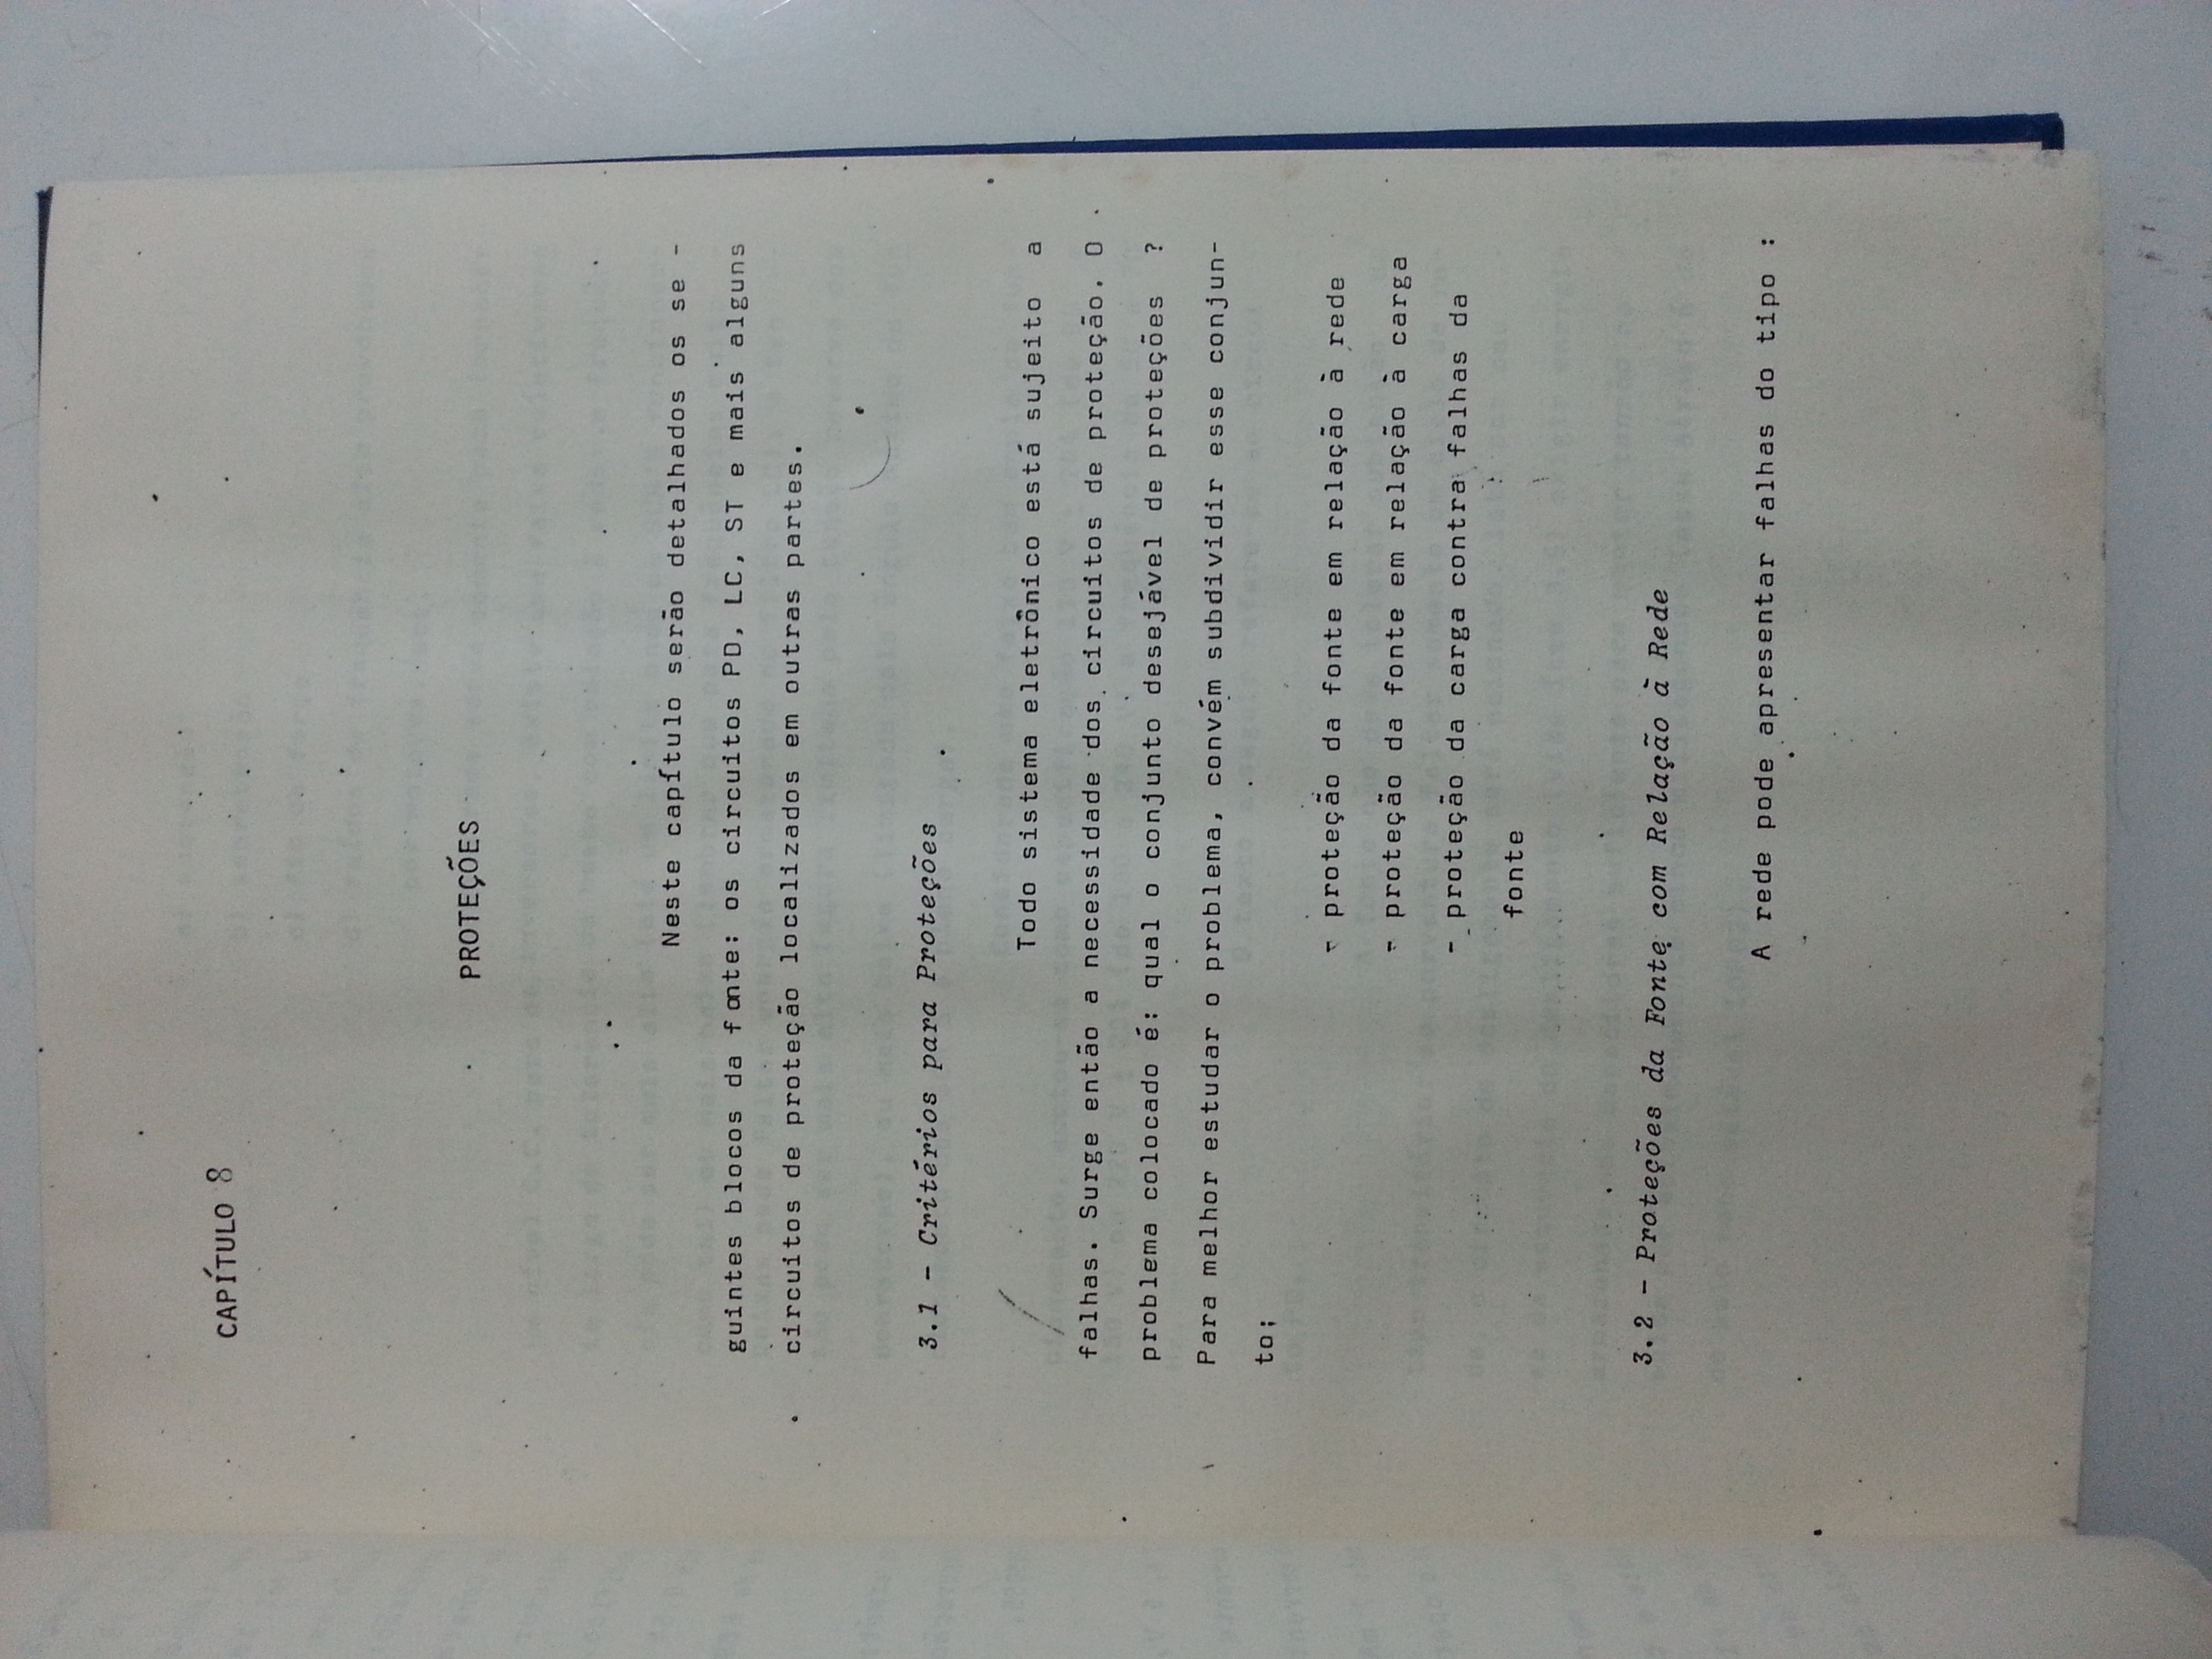 CAPÍTULO 8
PROTEÇÕES
Neste capítulo serão detalhados os se -
guintes blocos da fonte: os circuitos PD, LC, ST e mais alguns
circuitos de proteção localizados em outras partes.
3.1 - Critérios para Proteções
Todo sistema eletrônico está sujeito a
falhas. Surge então a necessidade dos circuitos de proteção. O
problema colocado é: qual o conjunto desejável de proteções ?
Para melhor estudar o problema, convém subdividir esse conjun-
to;
- proteção da fonte em relação à rede
- proteção da fonte em relação à carga
- proteção da carga contra falhas da
fonte
3.2 - Proteções da Fonte com Relação à Rede
A rede pode apresentar falhas do tipo :